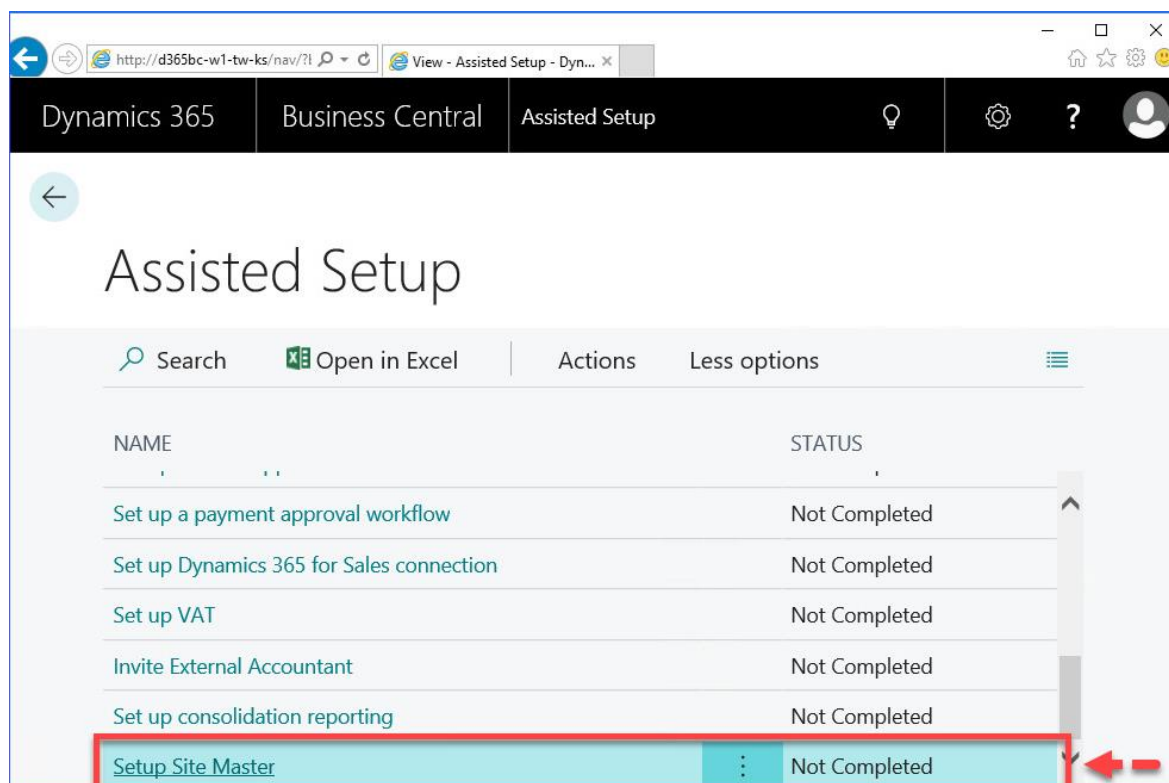 http://d365bc-w1-tw-ks/nav/?l
View - Assisted Setup - Dyn...
Dynamics 365 Business Central Assisted Setup ?
Assisted Setup
Search Open in Excel Actions Less options
NAME STATUS
Set up a payment approval workflow Not Completed
Set up Dynamics 365 for Sales connection Not Completed
Set up VAT Not Completed
Invite External Accountant Not Completed
Set up consolidation reporting Not Completed
Setup Site Master Not Completed